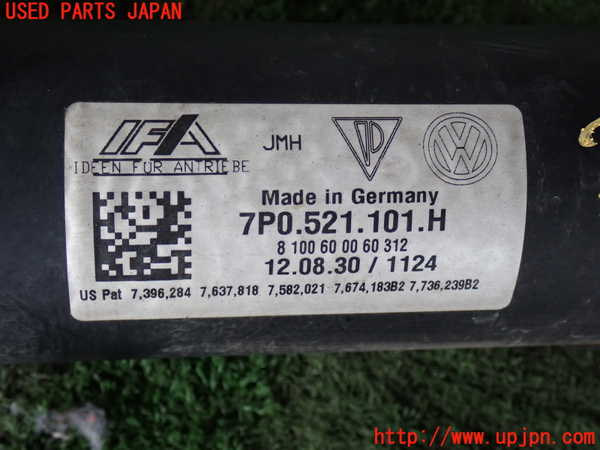 USED PARTS JAPAN
IFA
JMH
IDEEN FÜR ANTRIEBE
Made in Germany
7P0.521.101.H
8 100 60 00 60 312
12.08.30 / 1124
US Pat 7,396,284 7,637,818 7,582,021 7,674,183B2 7,736,239B2
http://www.upjpn.com/